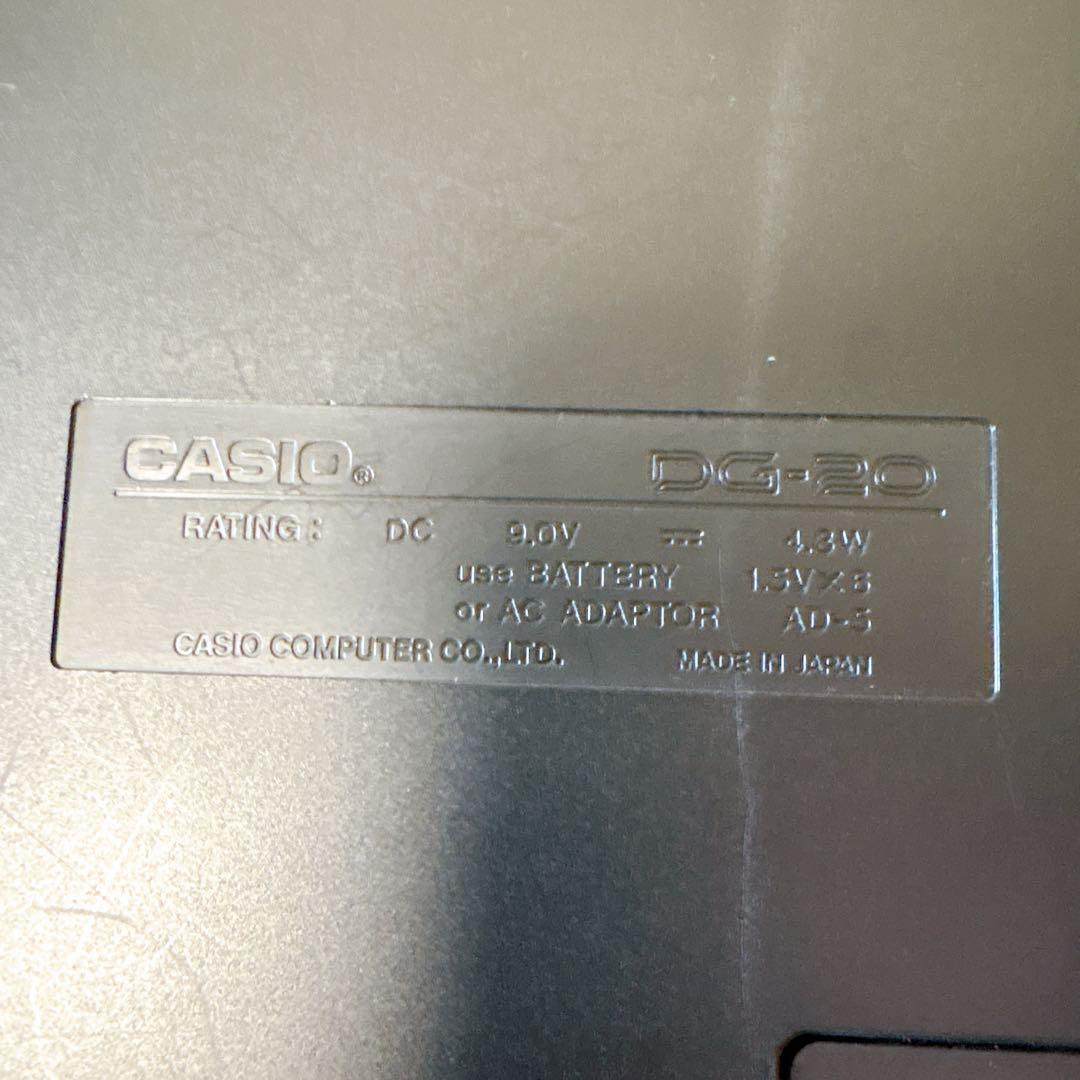 CASIO® DG-20
RATING: DC 9.0V ⎓ 4.3W
use BATTERY 1.5V×6
or AC ADAPTOR AD-5
CASIO COMPUTER CO.,LTD. MADE IN JAPAN